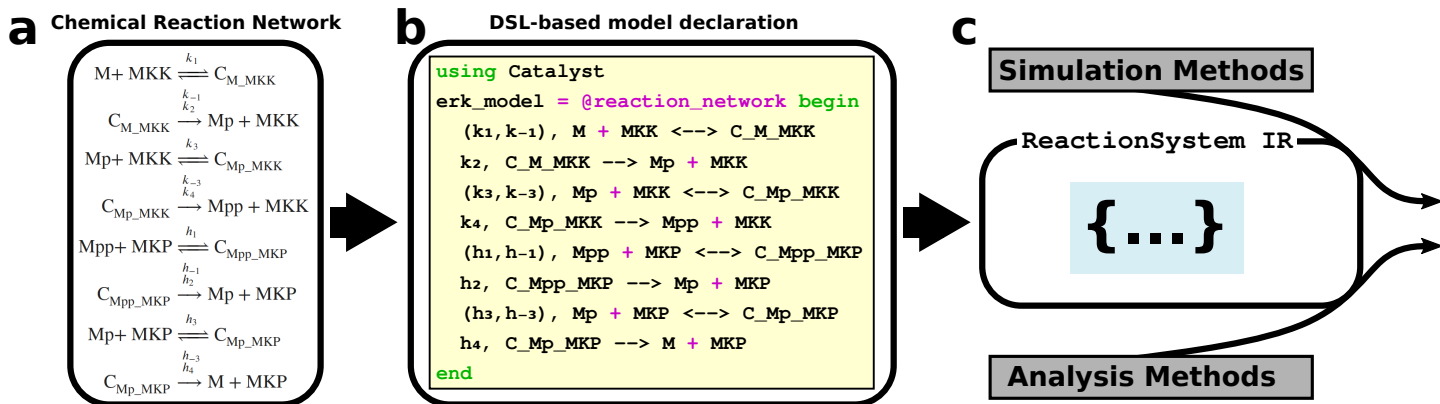 a
Chemical Reaction Network
k₁
M+ MKK ⇌ C_M_MKK
k₋₁
k₂
C_M_MKK → Mp + MKK
k₃
Mp+ MKK ⇌ C_Mp_MKK
k₋₃
k₄
C_Mp_MKK → Mpp + MKK
h₁
Mpp+ MKP ⇌ C_Mpp_MKP
h₋₁
h₂
C_Mpp_MKP → Mp + MKP
h₃
Mp+ MKP ⇌ C_Mp_MKP
h₋₃
h₄
C_Mp_MKP → M + MKP
b
DSL-based model declaration
using Catalyst
erk_model = @reaction_network begin
(k₁,k₋₁), M + MKK <--> C_M_MKK
k₂, C_M_MKK --> Mp + MKK
(k₃,k₋₃), Mp + MKK <--> C_Mp_MKK
k₄, C_Mp_MKK --> Mpp + MKK
(h₁,h₋₁), Mpp + MKP <--> C_Mpp_MKP
h₂, C_Mpp_MKP --> Mp + MKP
(h₃,h₋₃), Mp + MKP <--> C_Mp_MKP
h₄, C_Mp_MKP --> M + MKP
end
c
Simulation Methods
ReactionSystem IR
{...}
Analysis Methods